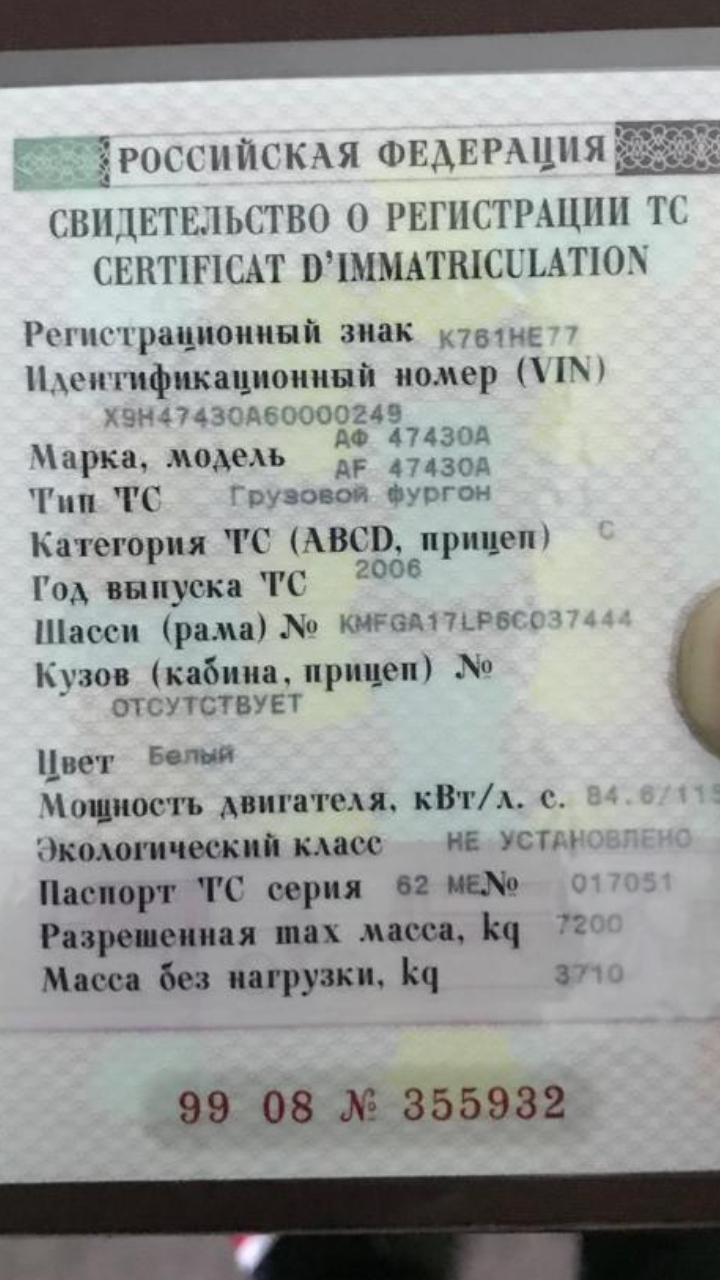 РОССИЙСКАЯ ФЕДЕРАЦИЯ
СВИДЕТЕЛЬСТВО О РЕГИСТРАЦИИ ТС
CERTIFICAT D'IMMATRICULATION
Регистрационный знак К761НЕ77
Идентификационный номер (VIN)
X9H47430A60000249
АФ 47430А
Марка, модель AF 47430A
Тип ТС Грузовой фургон
Категория ТС (ABCD, прицеп) C
Год выпуска ТС 2006
Шасси (рама) № KMFGA17LP6C037444
Кузов (кабина, прицеп) №
ОТСУТСТВУЕТ
Цвет Белый
Мощность двигателя, кВт/л. с. 84.6/115
Экологический класс НЕ УСТАНОВЛЕНО
Паспорт ТС серия 62 МЕ№ 017051
Разрешенная max масса, kq 7200
Масса без нагрузки, kq 3710
99 08 № 355932